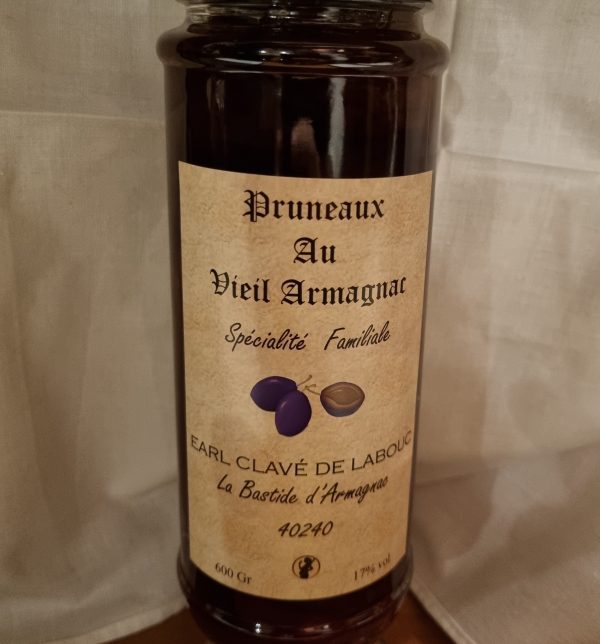 Pruneaux
Au
Vieil Armagnac
Spécialité Familiale
EARL CLAVÉ DE LABOUC
La Bastide d'Armagnac
40240
600 Gr
17% vol